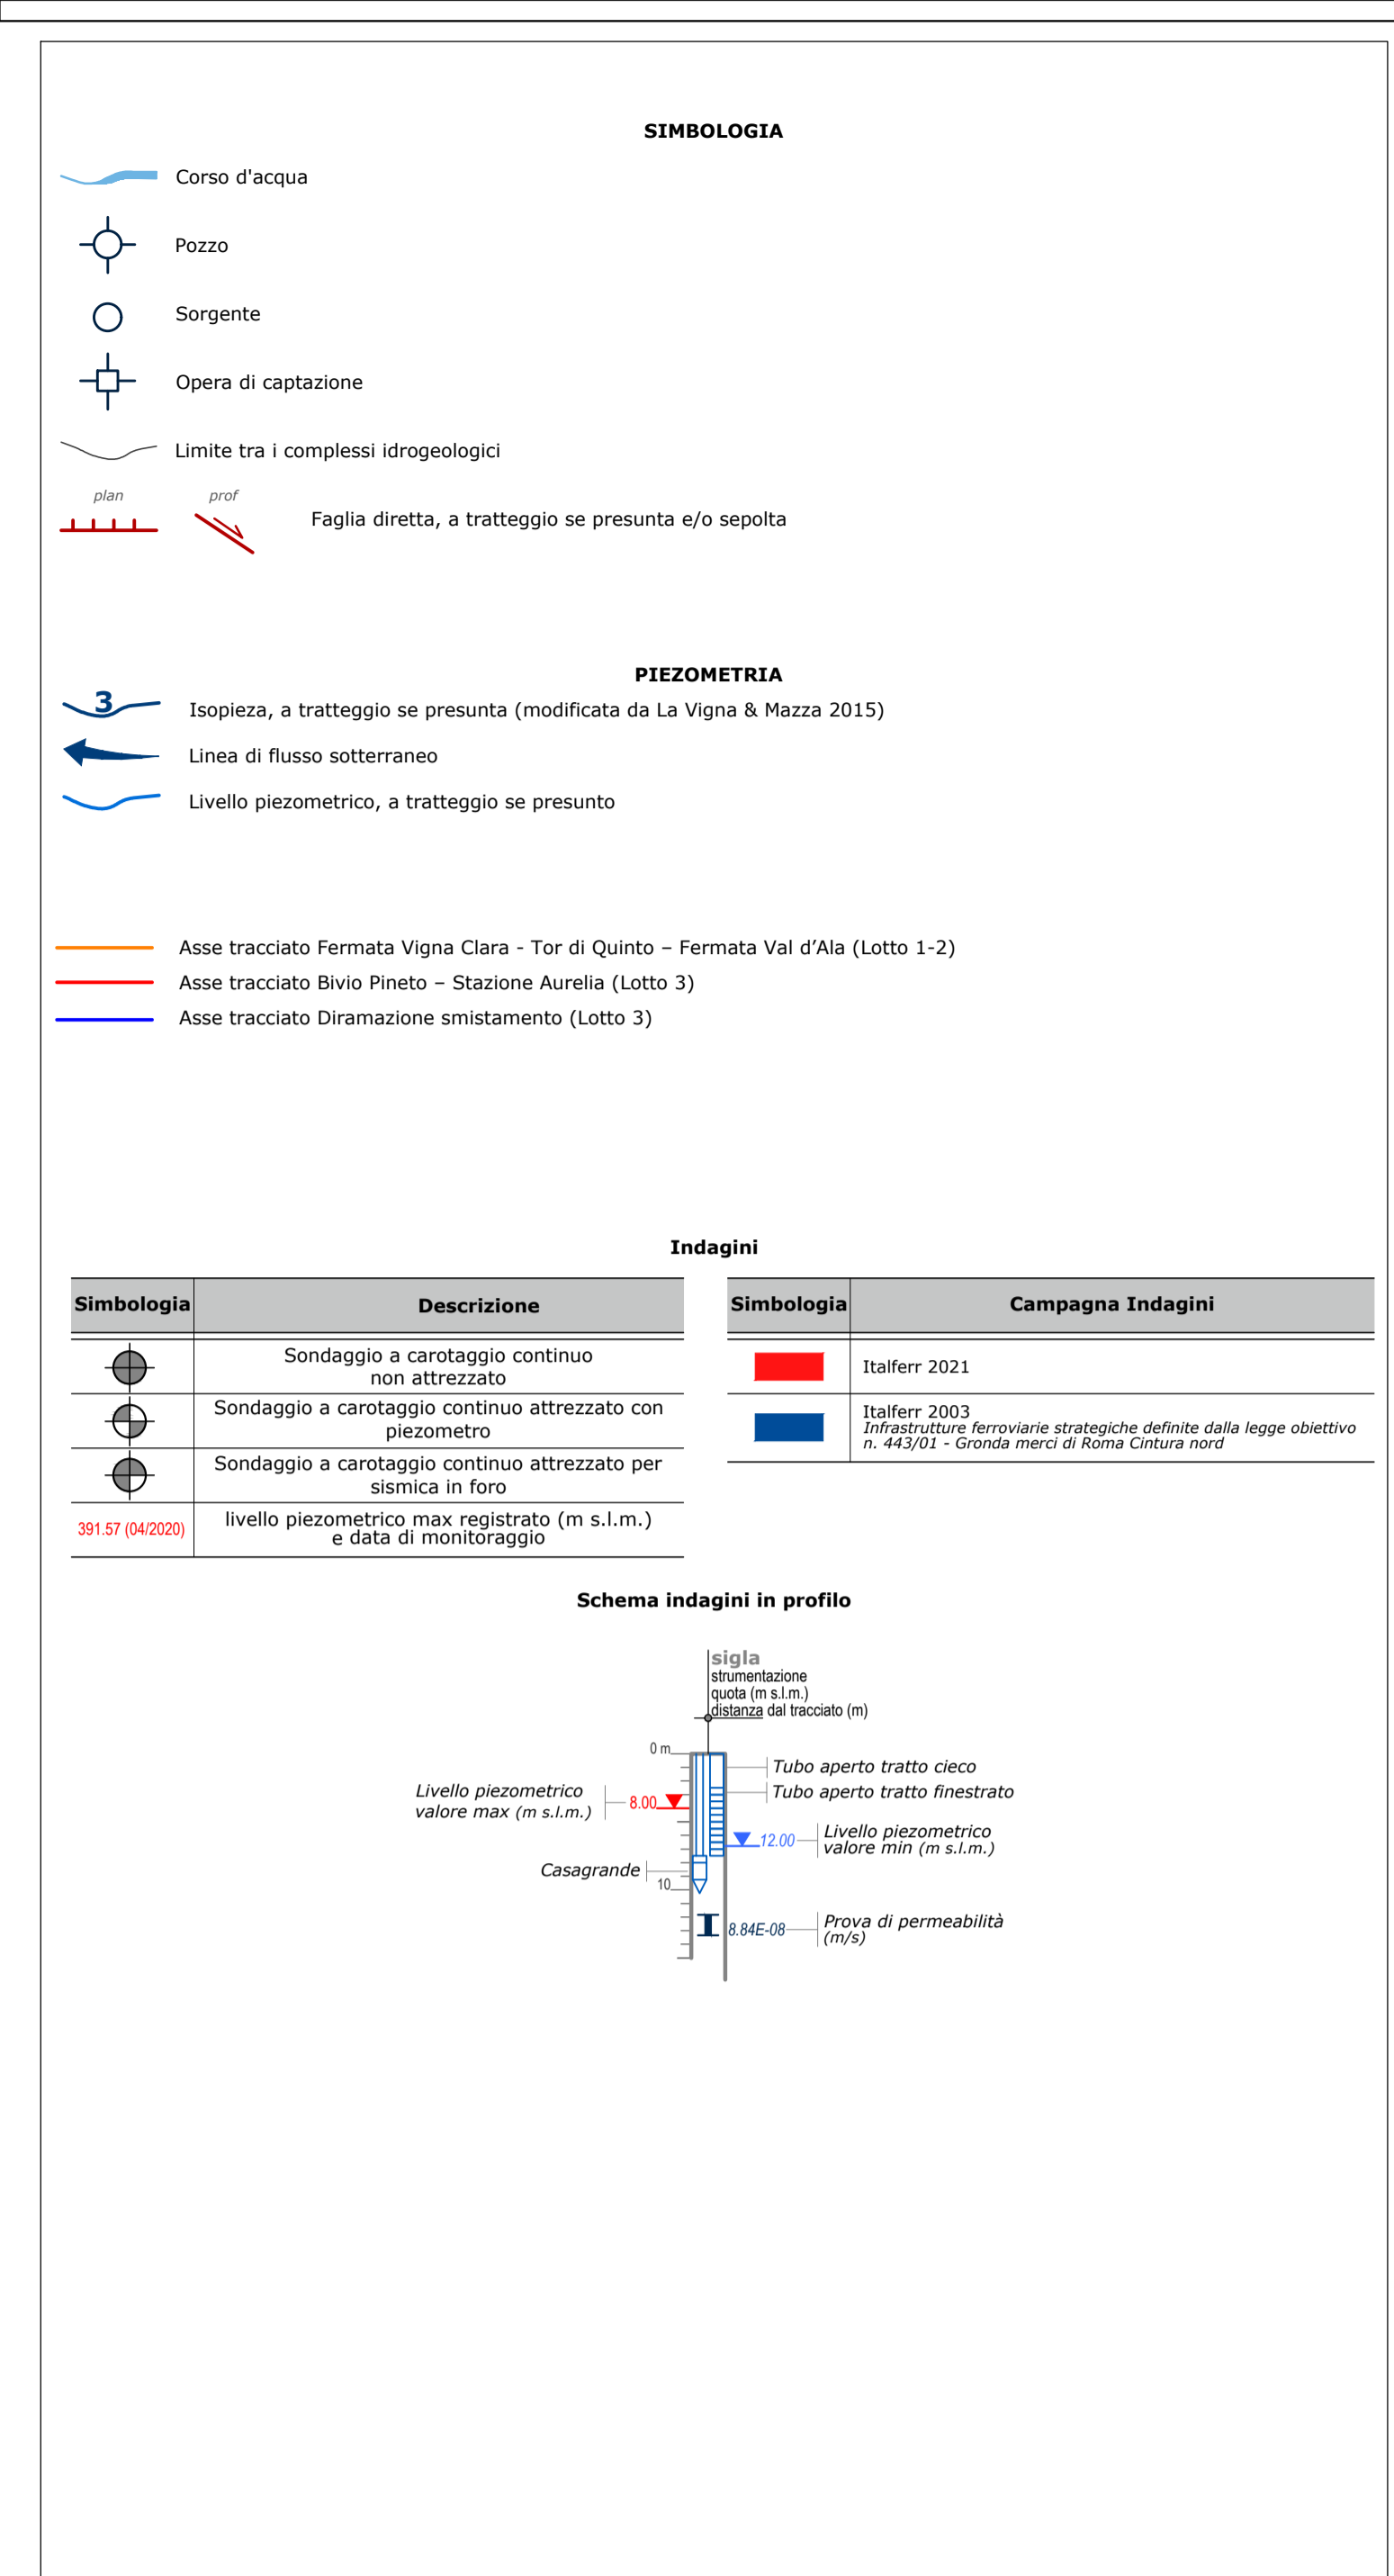 SIMBOLOGIA
Corso d'acqua
Pozzo
Sorgente
Opera di captazione
Limite tra i complessi idrogeologici
plan
prof
Faglia diretta, a tratteggio se presunta e/o sepolta
PIEZOMETRIA
3
Isopieza, a tratteggio se presunta (modificata da La Vigna & Mazza 2015)
Linea di flusso sotterraneo
Livello piezometrico, a tratteggio se presunto
Asse tracciato Fermata Vigna Clara - Tor di Quinto – Fermata Val d’Ala (Lotto 1-2)
Asse tracciato Bivio Pineto – Stazione Aurelia (Lotto 3)
Asse tracciato Diramazione smistamento (Lotto 3)
Indagini
Simbologia
Descrizione
Sondaggio a carotaggio continuo
non attrezzato
Sondaggio a carotaggio continuo attrezzato con
piezometro
Sondaggio a carotaggio continuo attrezzato per
sismica in foro
391.57 (04/2020)
livello piezometrico max registrato (m s.l.m.)
e data di monitoraggio
Simbologia
Campagna Indagini
Italferr 2021
Italferr 2003
Infrastrutture ferroviarie strategiche definite dalla legge obiettivo
n. 443/01 - Gronda merci di Roma Cintura nord
Schema indagini in profilo
sigla
strumentazione
quota (m s.l.m.)
distanza dal tracciato (m)
0 m
Tubo aperto tratto cieco
Tubo aperto tratto finestrato
Livello piezometrico
valore max (m s.l.m.)
8.00
12.00
Livello piezometrico
valore min (m s.l.m.)
Casagrande
10
8.84E-08
Prova di permeabilità
(m/s)